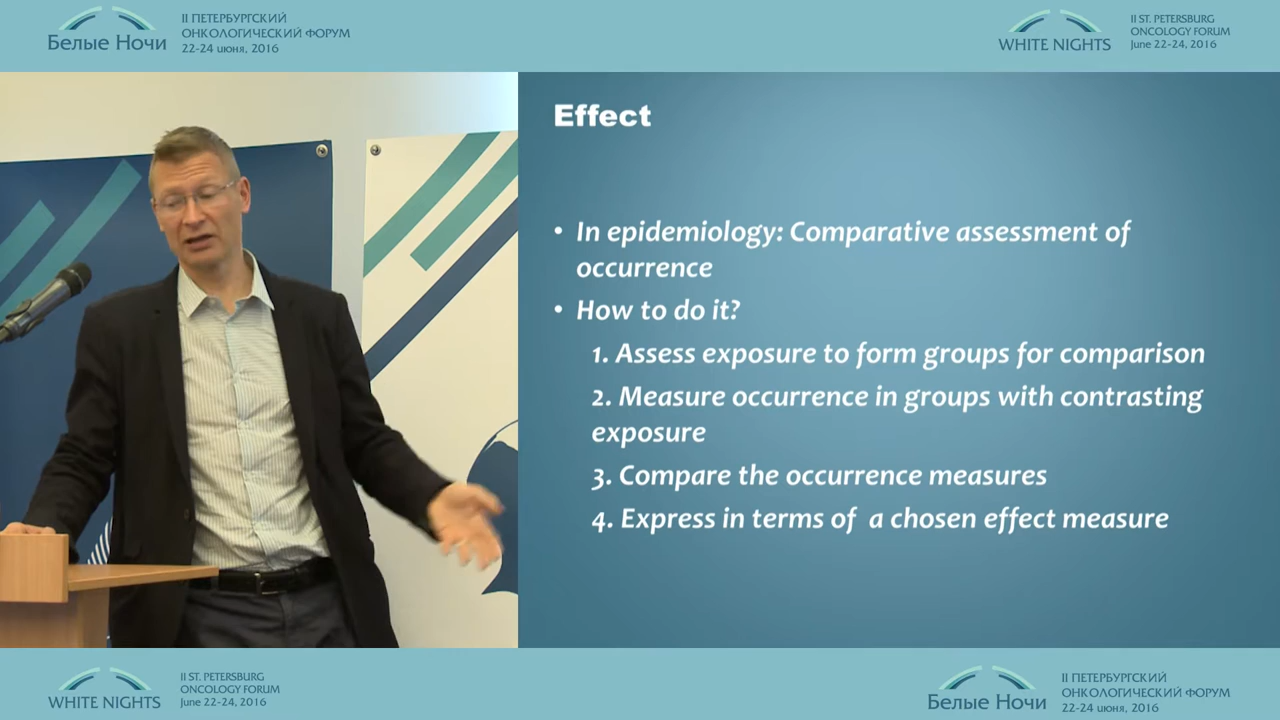 Белые Ночи
II ПЕТЕРБУРГСКИЙ
ОНКОЛОГИЧЕСКИЙ ФОРУМ
22-24 июня, 2016
WHITE NIGHTS
II ST. PETERSBURG
ONCOLOGY FORUM
June 22-24, 2016
Effect
• In epidemiology: Comparative assessment of
occurrence
• How to do it?
1. Assess exposure to form groups for comparison
2. Measure occurrence in groups with contrasting
exposure
3. Compare the occurrence measures
4. Express in terms of a chosen effect measure
WHITE NIGHTS
II ST. PETERSBURG
ONCOLOGY FORUM
June 22-24, 2016
Белые Ночи
II ПЕТЕРБУРГСКИЙ
ОНКОЛОГИЧЕСКИЙ ФОРУМ
22-24 июня, 2016